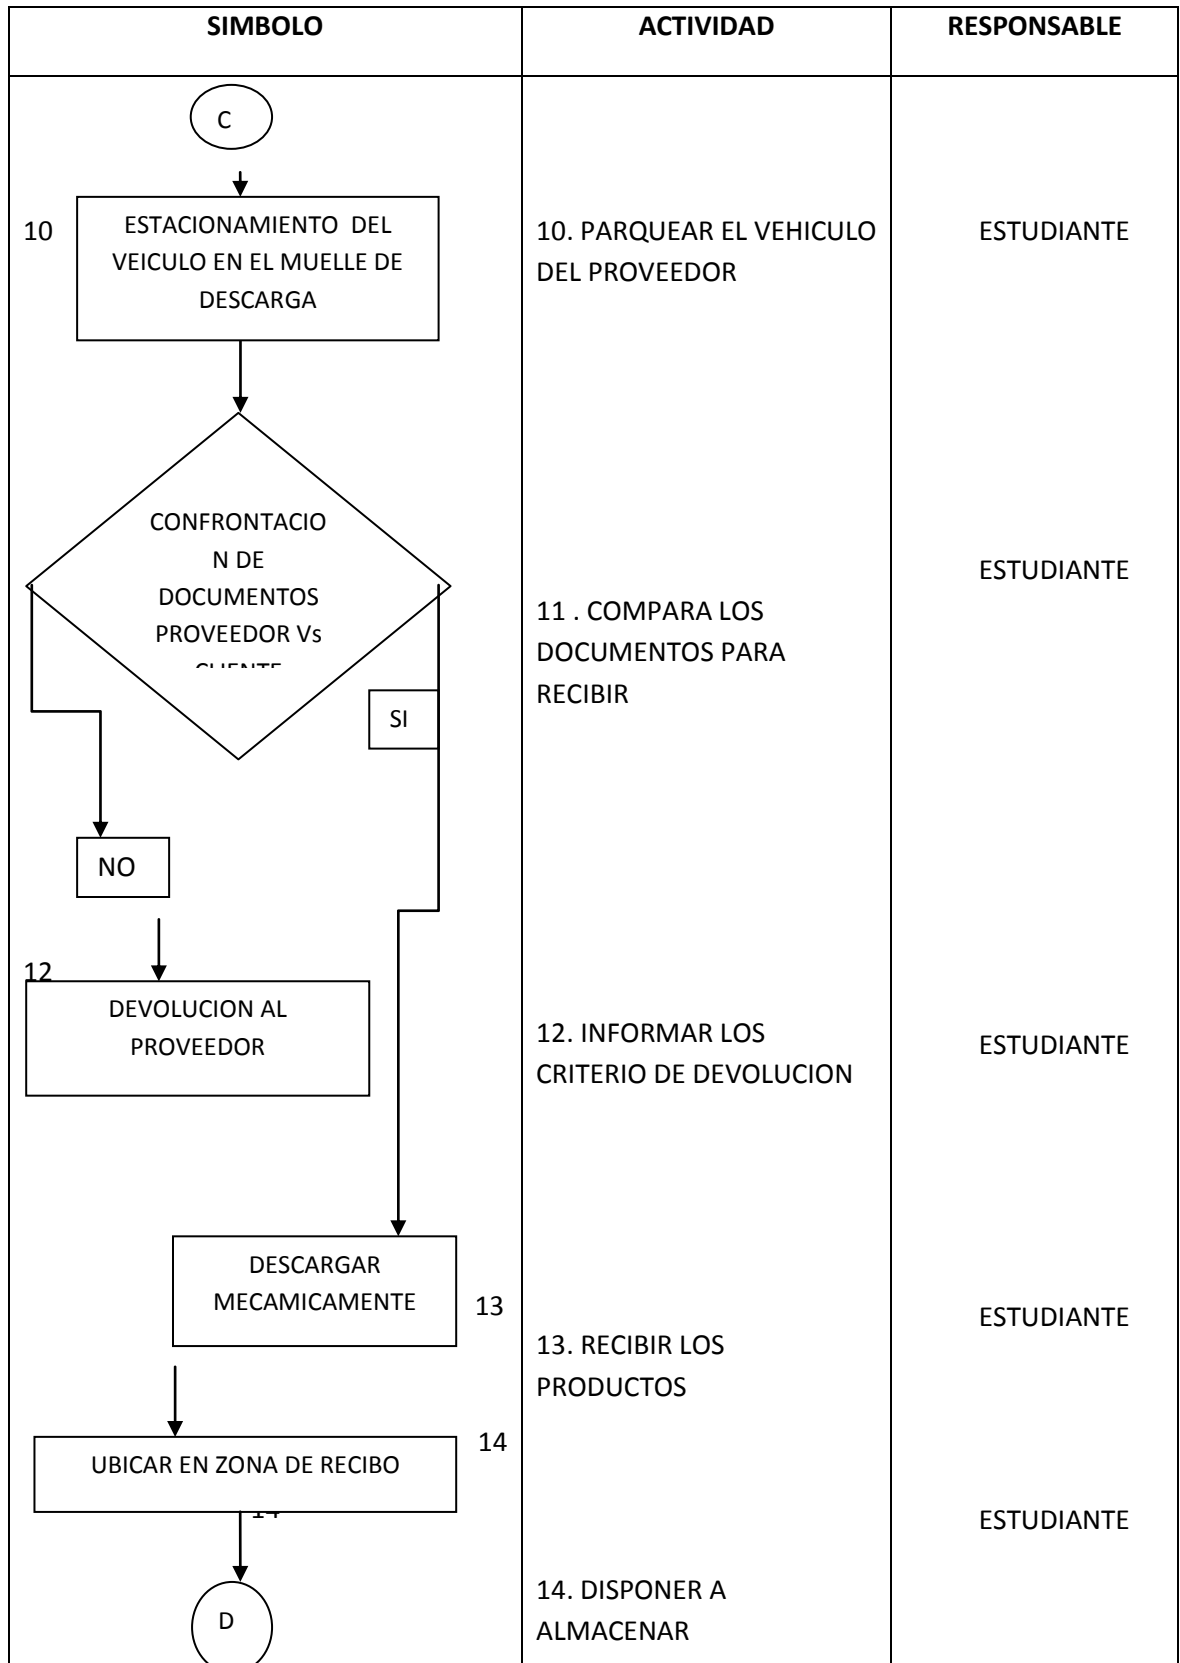 SIMBOLO
ACTIVIDAD
RESPONSABLE
C
10
ESTACIONAMIENTO DEL
VEICULO EN EL MUELLE DE
DESCARGA
10. PARQUEAR EL VEHICULO
DEL PROVEEDOR
ESTUDIANTE
CONFRONTACIO
N DE
DOCUMENTOS
PROVEEDOR Vs
CLIENTE
11 . COMPARA LOS
DOCUMENTOS PARA
RECIBIR
ESTUDIANTE
SI
NO
12
DEVOLUCION AL
PROVEEDOR
12. INFORMAR LOS
CRITERIO DE DEVOLUCION
ESTUDIANTE
DESCARGAR
MECAMICAMENTE
13
13. RECIBIR LOS
PRODUCTOS
ESTUDIANTE
14
UBICAR EN ZONA DE RECIBO
14
D
14. DISPONER A
ALMACENAR
ESTUDIANTE